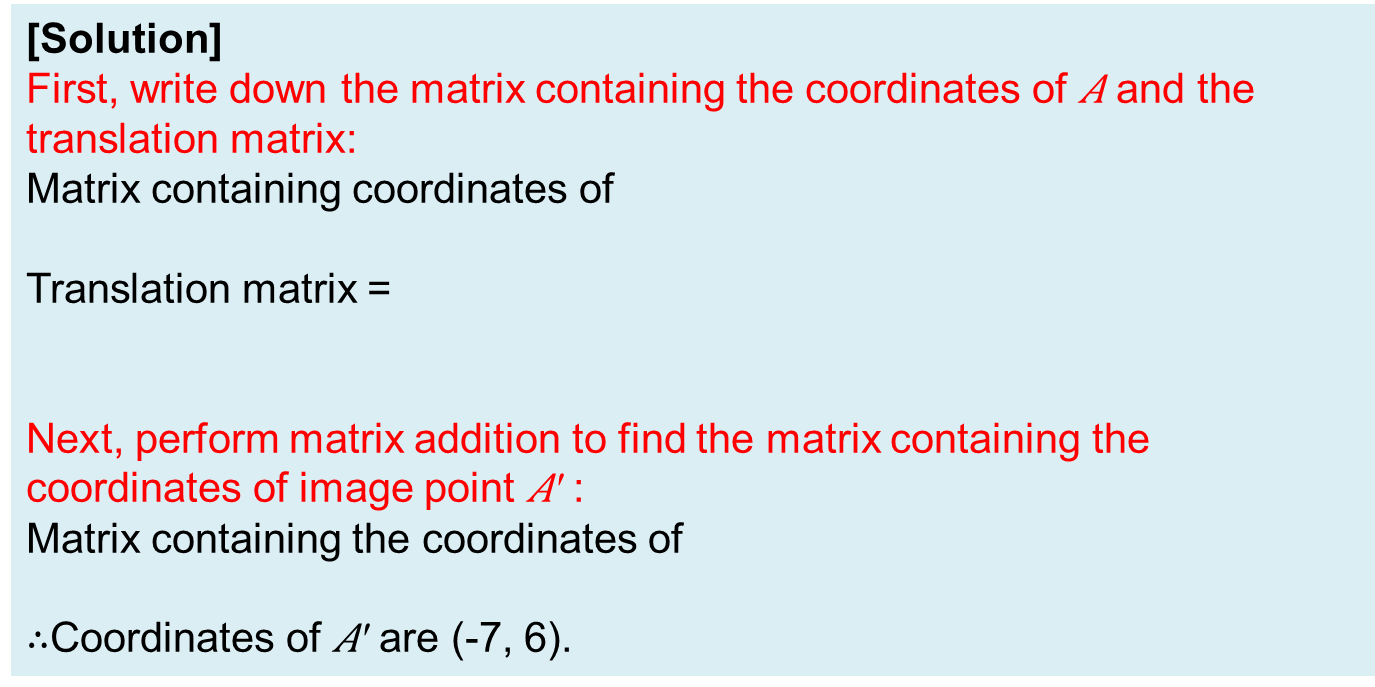 [Solution]
First, write down the matrix containing the coordinates of A and the
translation matrix:
Matrix containing coordinates of
Translation matrix =
Next, perform matrix addition to find the matrix containing the
coordinates of image point A′ :
Matrix containing the coordinates of
∴Coordinates of A′ are (-7, 6).